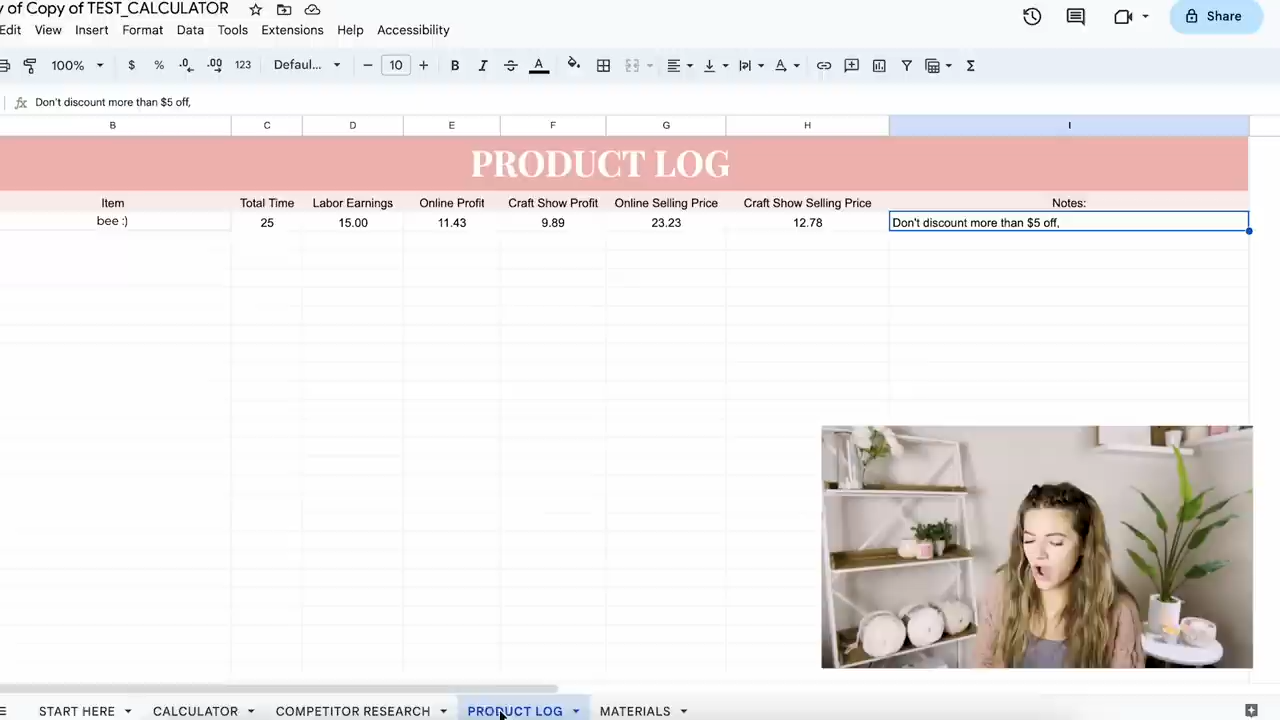 y of Copy of TEST_CALCULATOR
Edit View Insert Format Data Tools Extensions Help Accessibility
Share
100% $ % .0 .00 123 Defaul... − 10 + B I S A Σ
fx Don't discount more than $5 off,
B C D E F G H I
PRODUCT LOG
Item Total Time Labor Earnings Online Profit Craft Show Profit Online Selling Price Craft Show Selling Price Notes:
bee :) 25 15.00 11.43 9.89 23.23 12.78 Don't discount more than $5 off,
START HERE CALCULATOR COMPETITOR RESEARCH PRODUCT LOG MATERIALS